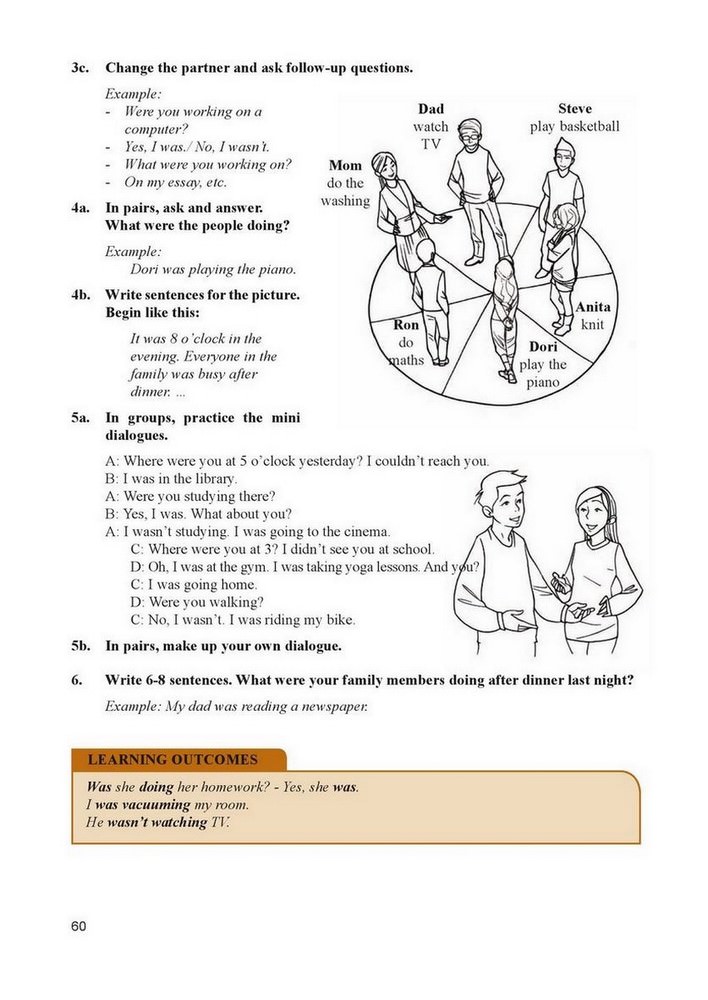 3c. Change the partner and ask follow-up questions.
Example:
- Were you working on a
computer?
- Yes, I was./ No, I wasn't.
- What were you working on?
- On my essay, etc.
4a. In pairs, ask and answer.
What were the people doing?
Example:
Dori was playing the piano.
4b. Write sentences for the picture.
Begin like this:
It was 8 o'clock in the
evening. Everyone in the
family was busy after
dinner. ...
Dad
watch
TV
Steve
play basketball
Mom
do the
washing
Anita
knit
Ron
do
maths
Dori
play the
piano
5a. In groups, practice the mini
dialogues.
A: Where were you at 5 o'clock yesterday? I couldn't reach you.
B: I was in the library.
A: Were you studying there?
B: Yes, I was. What about you?
A: I wasn't studying. I was going to the cinema.
C: Where were you at 3? I didn't see you at school.
D: Oh, I was at the gym. I was taking yoga lessons. And you?
C: I was going home.
D: Were you walking?
C: No, I wasn't. I was riding my bike.
5b. In pairs, make up your own dialogue.
6. Write 6-8 sentences. What were your family members doing after dinner last night?
Example: My dad was reading a newspaper.
LEARNING OUTCOMES
Was she doing her homework? - Yes, she was.
I was vacuuming my room.
He wasn't watching TV.
60